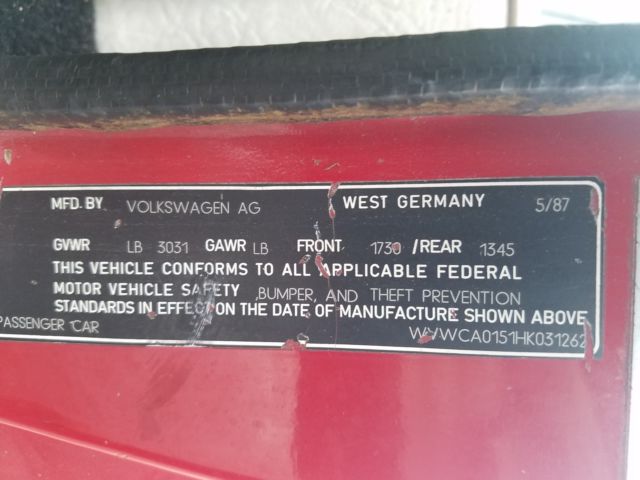 MFD. BY VOLKSWAGEN AG WEST GERMANY 5/87
GVWR LB 3031 GAWR LB FRONT 1730 /REAR 1345
THIS VEHICLE CONFORMS TO ALL APPLICABLE FEDERAL
MOTOR VEHICLE SAFETY ,BUMPER, AND THEFT PREVENTION
STANDARDS IN EFFECT ON THE DATE OF MANUFACTURE SHOWN ABOVE
PASSENGER CAR WVWCA0151HK031262